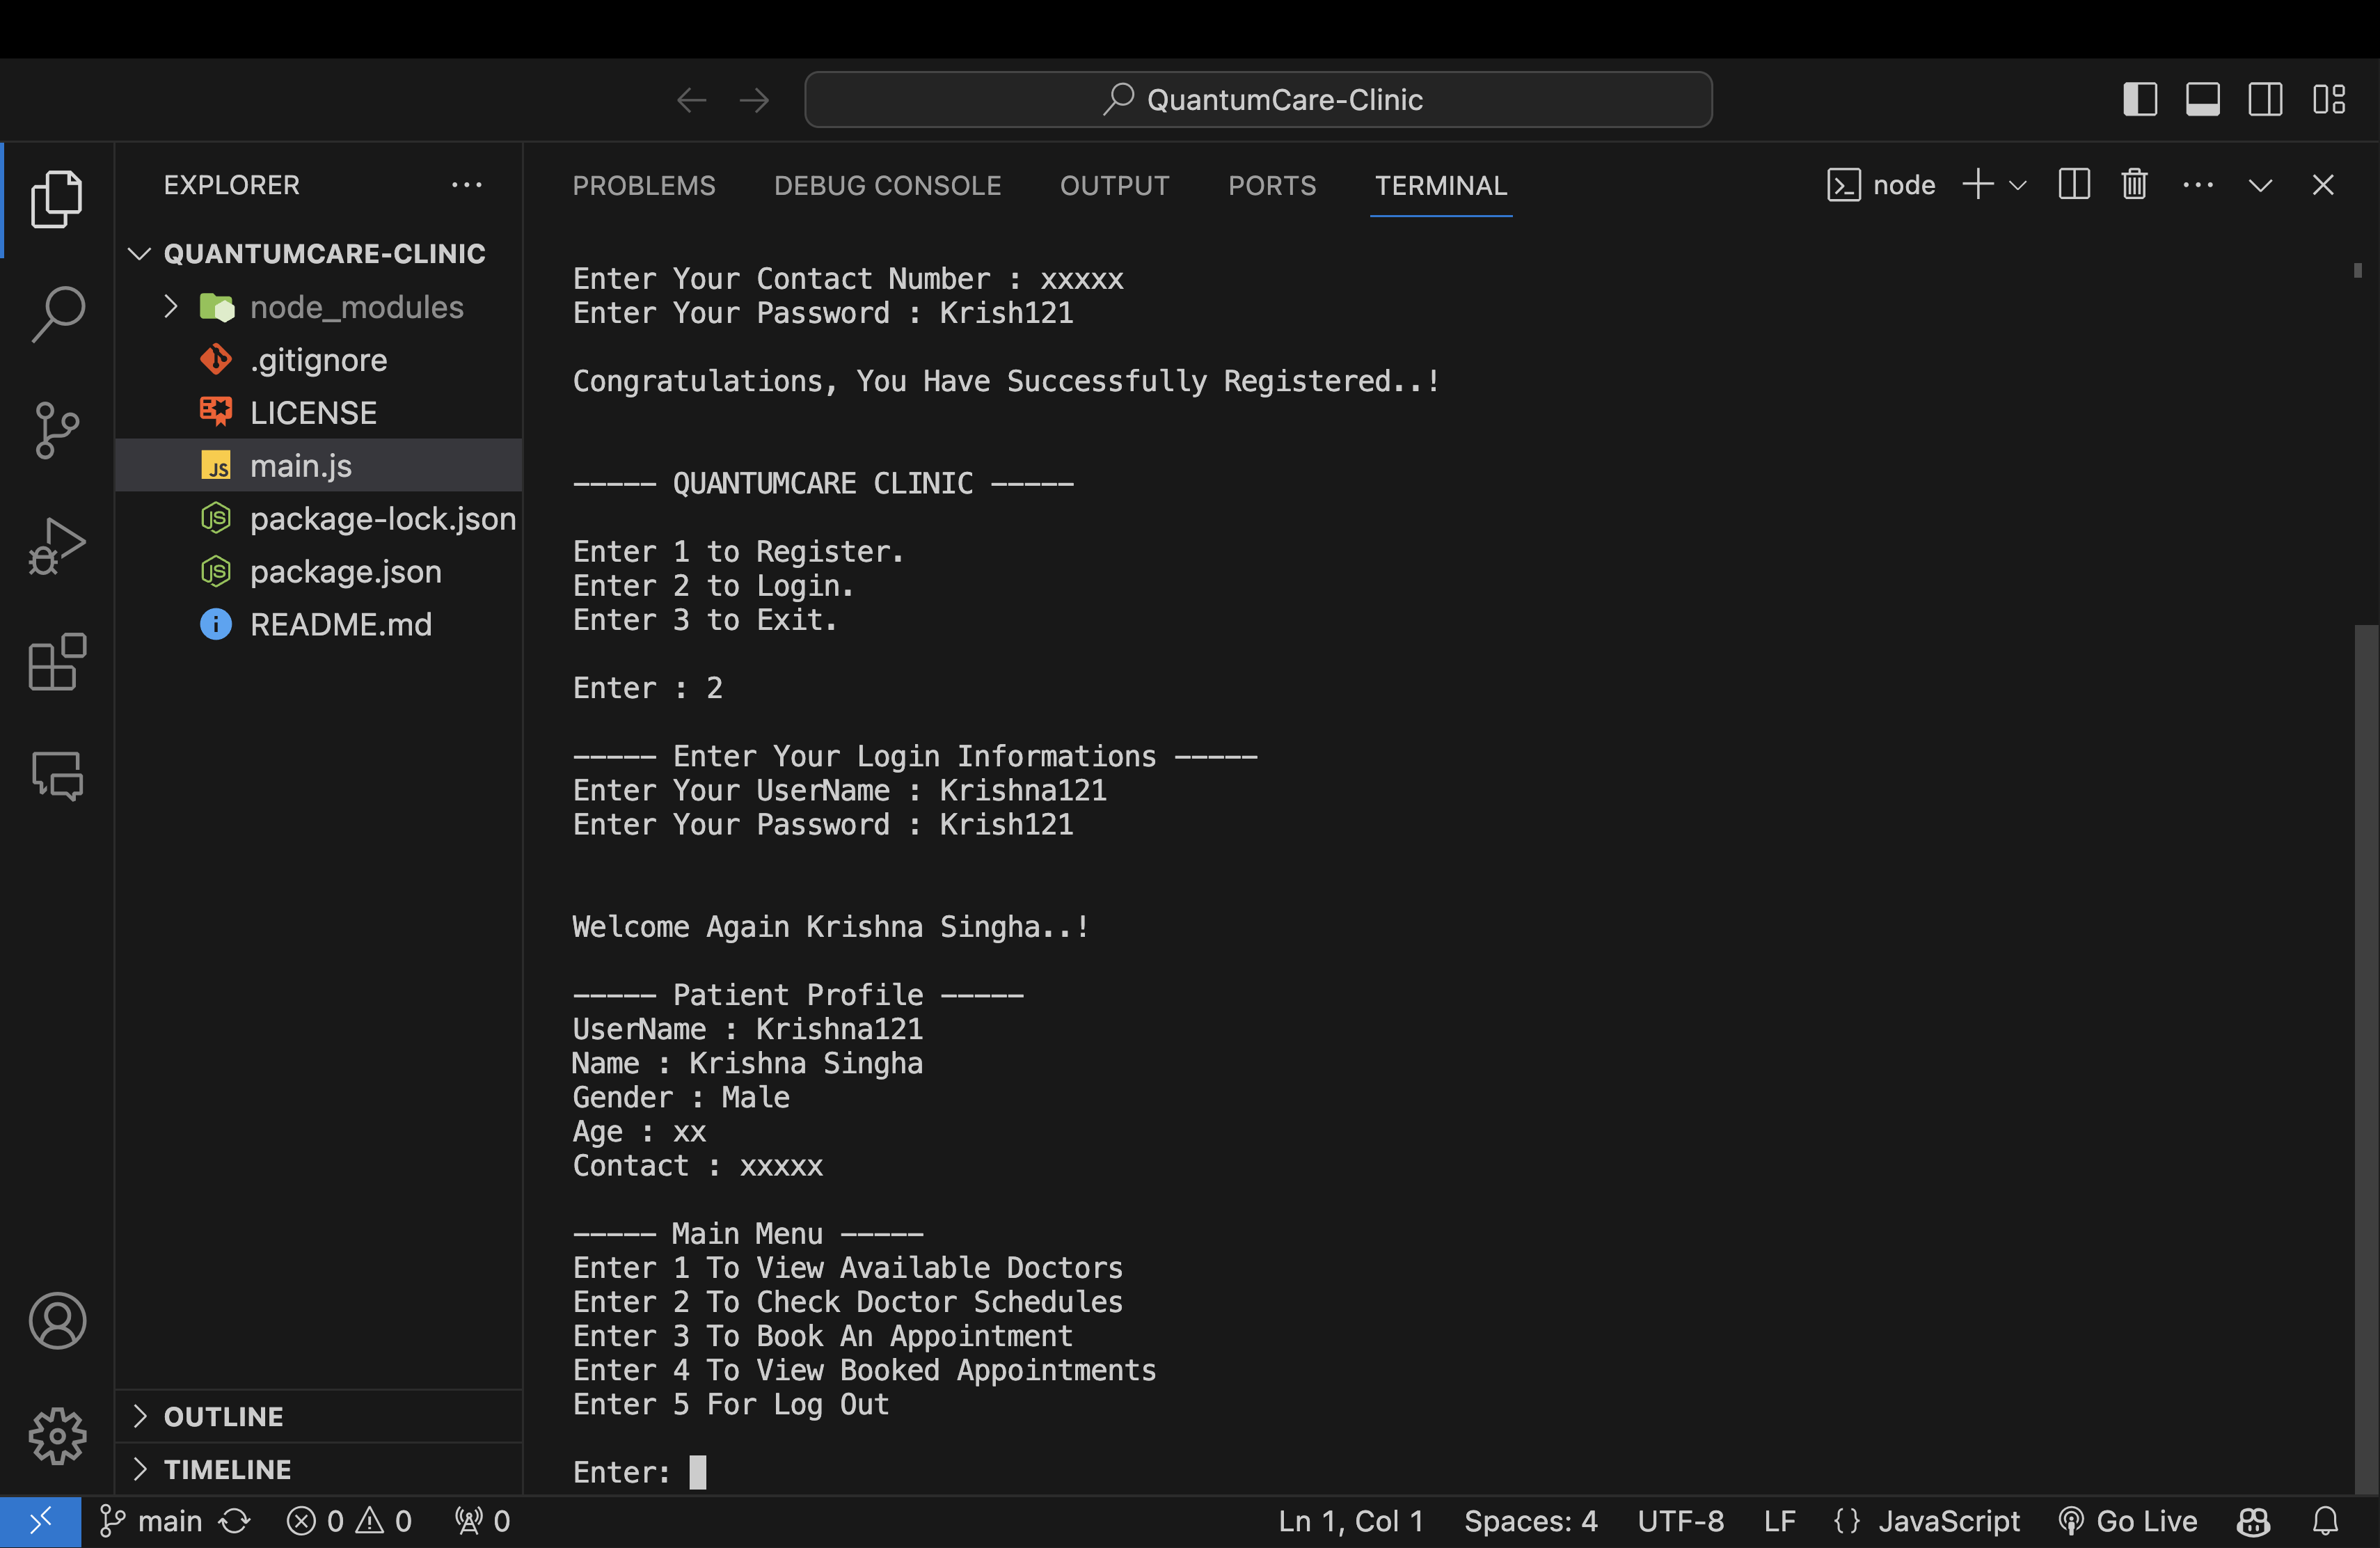 QuantumCare-Clinic
EXPLORER
QUANTUMCARE-CLINIC
node_modules
.gitignore
LICENSE
JS main.js
package-lock.json
package.json
README.md
OUTLINE
TIMELINE
PROBLEMS DEBUG CONSOLE OUTPUT PORTS TERMINAL
node
Enter Your Contact Number : xxxxx
Enter Your Password : Krish121
Congratulations, You Have Successfully Registered..!
----- QUANTUMCARE CLINIC -----
Enter 1 to Register.
Enter 2 to Login.
Enter 3 to Exit.
Enter : 2
----- Enter Your Login Informations -----
Enter Your UserName : Krishna121
Enter Your Password : Krish121
Welcome Again Krishna Singha..!
----- Patient Profile -----
UserName : Krishna121
Name : Krishna Singha
Gender : Male
Age : xx
Contact : xxxxx
----- Main Menu -----
Enter 1 To View Available Doctors
Enter 2 To Check Doctor Schedules
Enter 3 To Book An Appointment
Enter 4 To View Booked Appointments
Enter 5 For Log Out
Enter:
main 0 0 0 Ln 1, Col 1 Spaces: 4 UTF-8 LF {} JavaScript Go Live